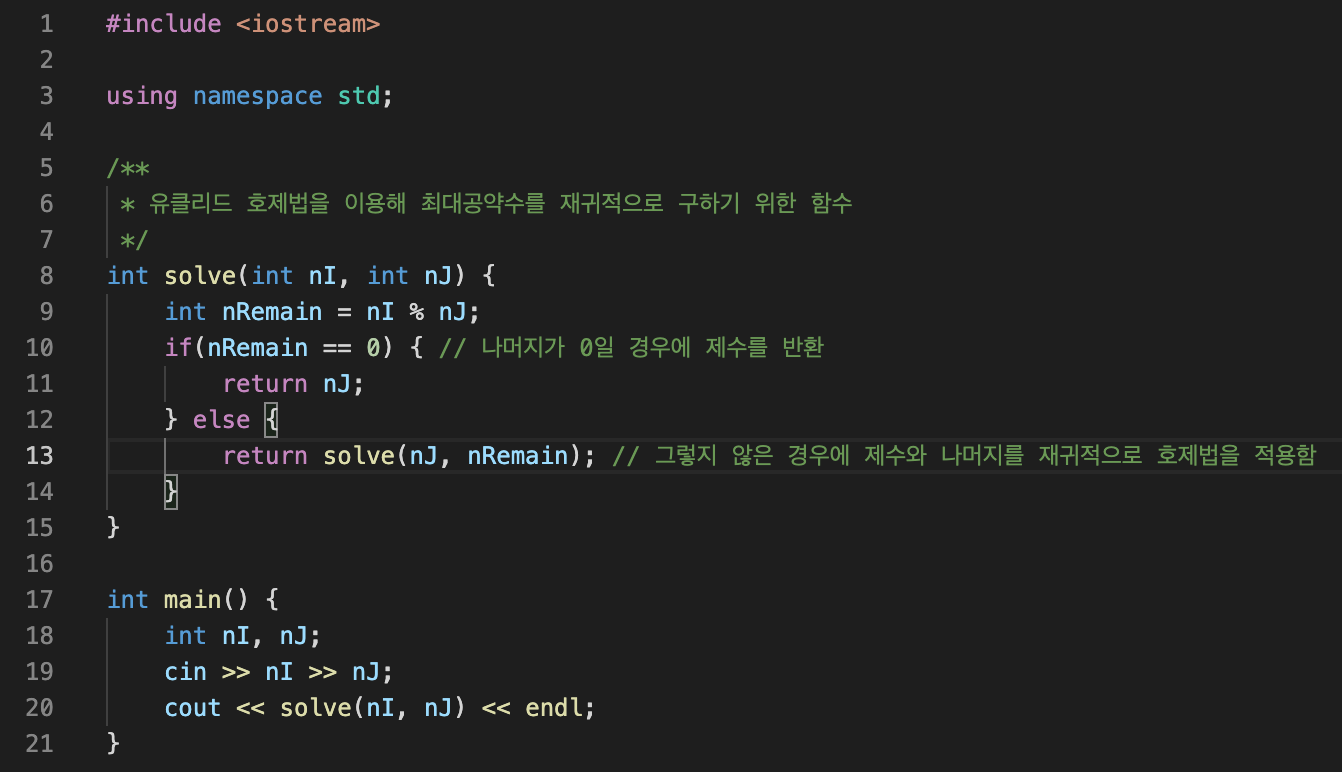 1 #include <iostream>
2
3 using namespace std;
4
5 /**
6  * 유클리드 호제법을 이용해 최대공약수를 재귀적으로 구하기 위한 함수
7  */
8 int solve(int nI, int nJ) {
9     int nRemain = nI % nJ;
10     if(nRemain == 0) { // 나머지가 0일 경우에 제수를 반환
11         return nJ;
12     } else {
13         return solve(nJ, nRemain); // 그렇지 않은 경우에 제수와 나머지를 재귀적으로 호제법을 적용함
14     }
15 }
16
17 int main() {
18     int nI, nJ;
19     cin >> nI >> nJ;
20     cout << solve(nI, nJ) << endl;
21 }